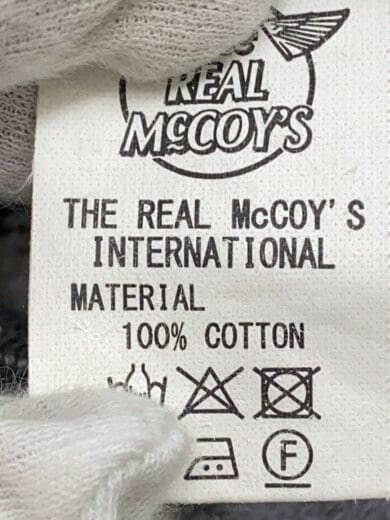 REAL
McCOY'S
THE REAL McCOY'S
INTERNATIONAL
MATERIAL
100% COTTON
F